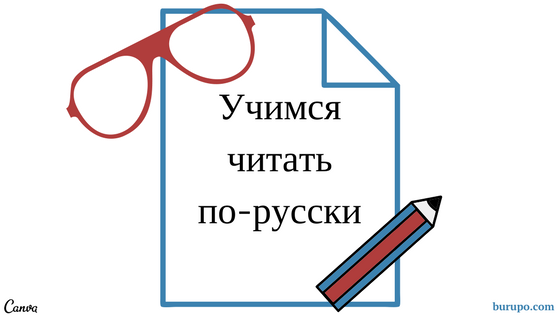 Учимся
читать
по-русски
Canva
burupo.com